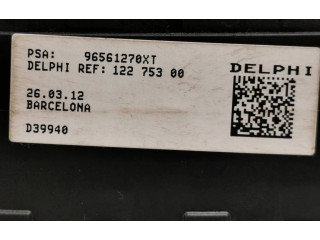 PSA: 96561270XT
DELPHI REF: 122 753 00
DELPHI
26.03.12
BARCELONA
D39940